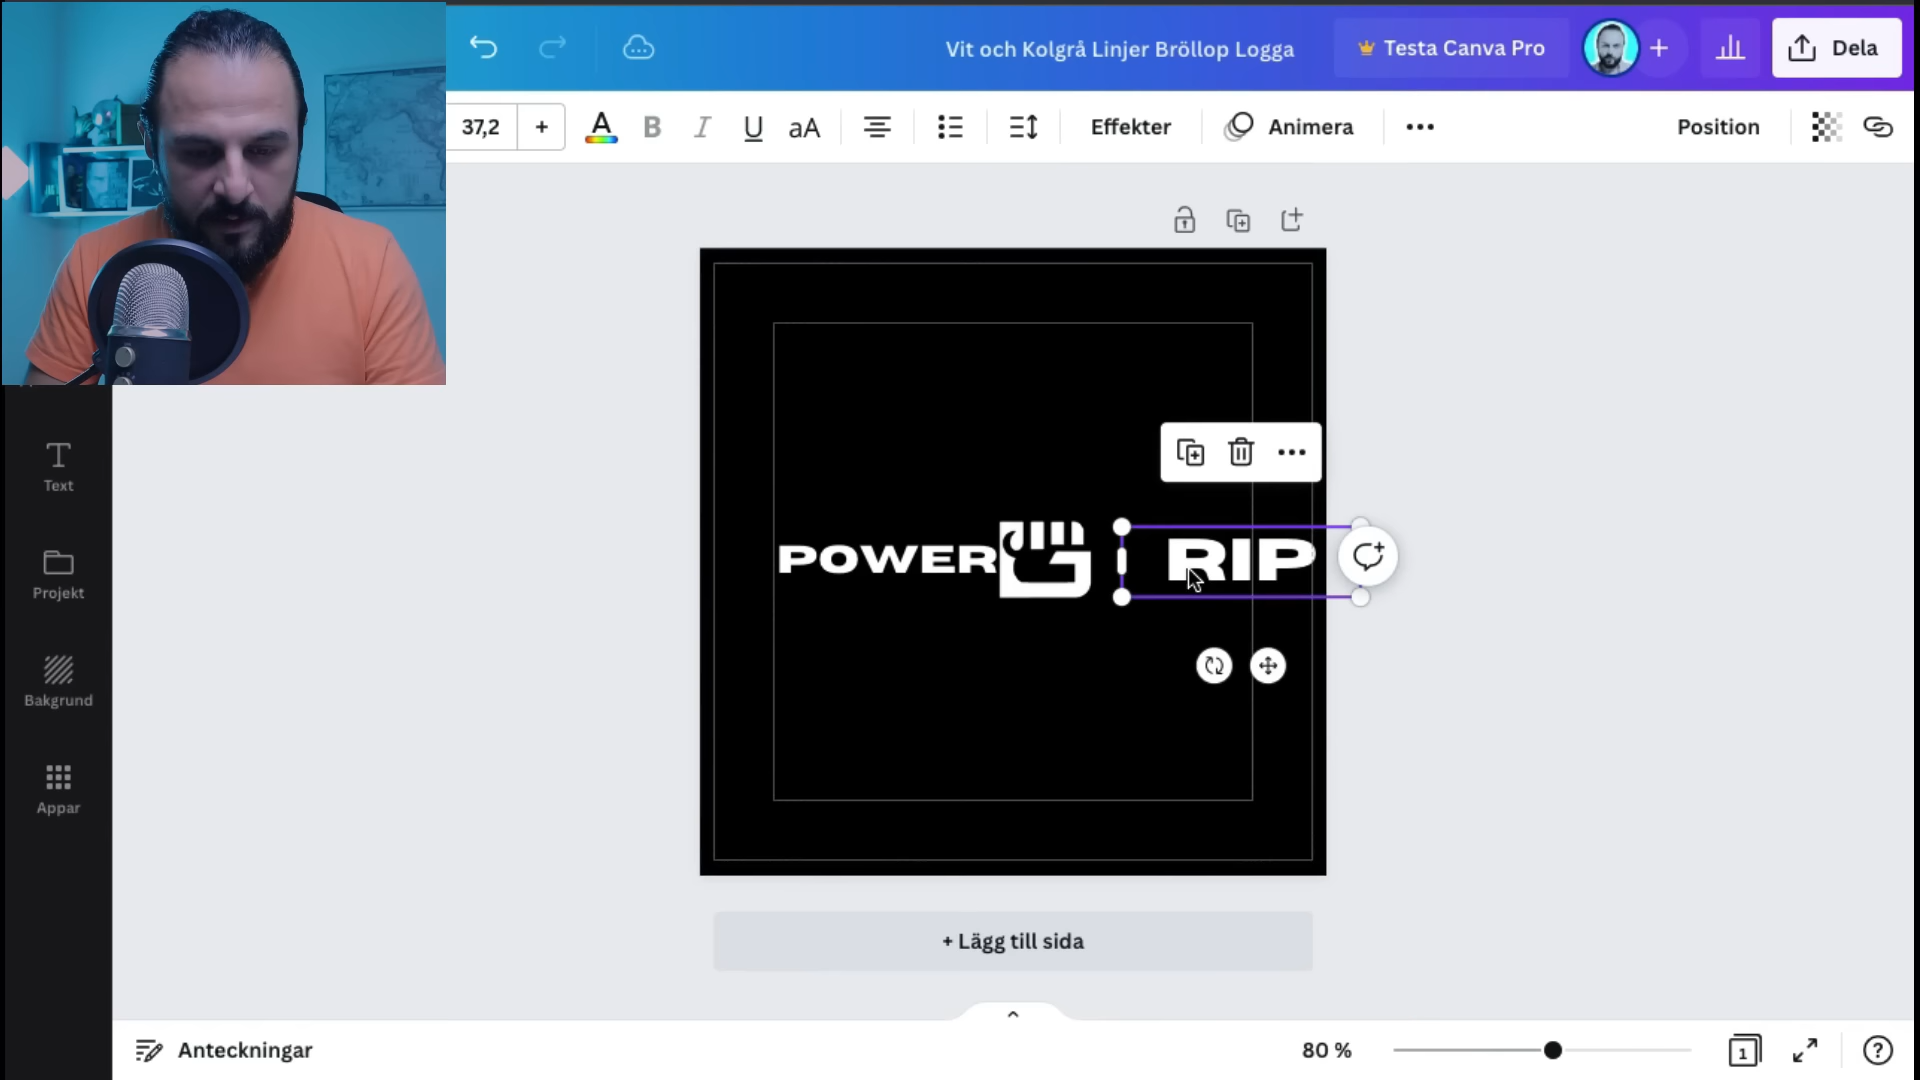 Vit och Kolgrå Linjer Bröllop Logga
Testa Canva Pro
+
Dela
37,2
+
A
B
I
U
aA
Effekter
Animera
Position
Text
Projekt
Bakgrund
Appar
POWER
RIP
+ Lägg till sida
Anteckningar
80 %
1
?